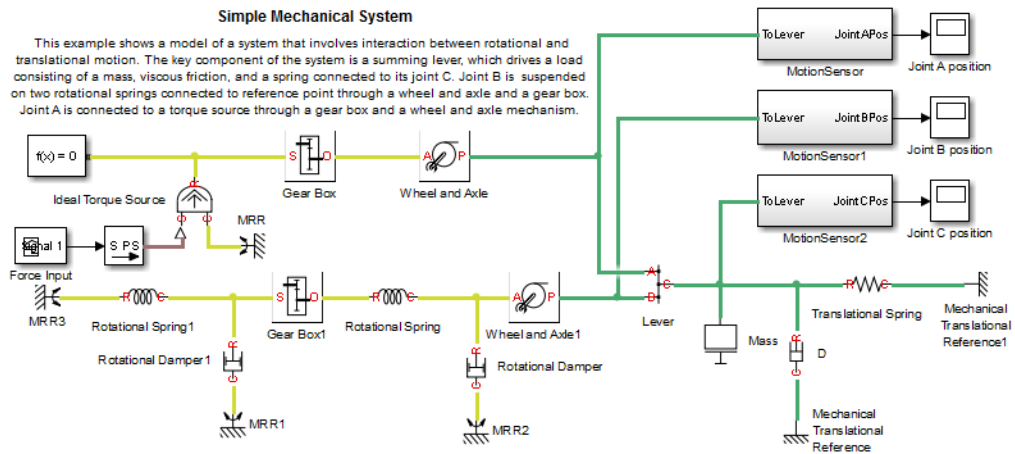 Simple Mechanical System
This example shows a model of a system that involves interaction between rotational and
translational motion. The key component of the system is a summing lever, which drives a load
consisting of a mass, viscous friction, and a spring connected to its joint C. Joint B is suspended
on two rotational springs connected to reference point through a wheel and axle and a gear box.
Joint A is connected to a torque source through a gear box and a wheel and axle mechanism.
ToLever JointAPos
MotionSensor
Joint A position
ToLever JointBPos
MotionSensor1
Joint B position
ToLever JointCPos
MotionSensor2
Joint C position
f(x) = 0
S O
Gear Box
A P
Wheel and Axle
Ideal Torque Source
R
S C
MRR
Signal 1
Force Input
S PS
MRR3
R C
Rotational Spring1
S O
Gear Box1
R C
Rotational Spring
A P
Wheel and Axle1
A
B
C
Lever
Mass
R C
Translational Spring
Mechanical
Translational
Reference1
Rotational Damper1
R
C
MRR1
Rotational Damper
R
C
MRR2
R
C
D
Mechanical
Translational
Reference